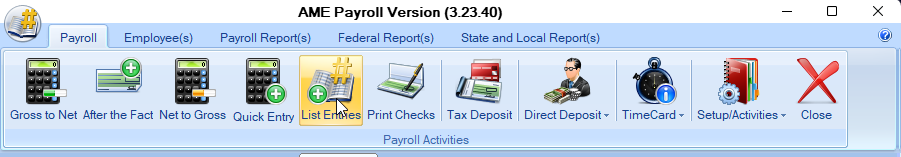 AME Payroll Version (3.23.40)
Payroll Employee(s) Payroll Report(s) Federal Report(s) State and Local Report(s)
Gross to Net After the Fact Net to Gross Quick Entry List Entries Print Checks Tax Deposit Direct Deposit TimeCard Setup/Activities Close
Payroll Activities